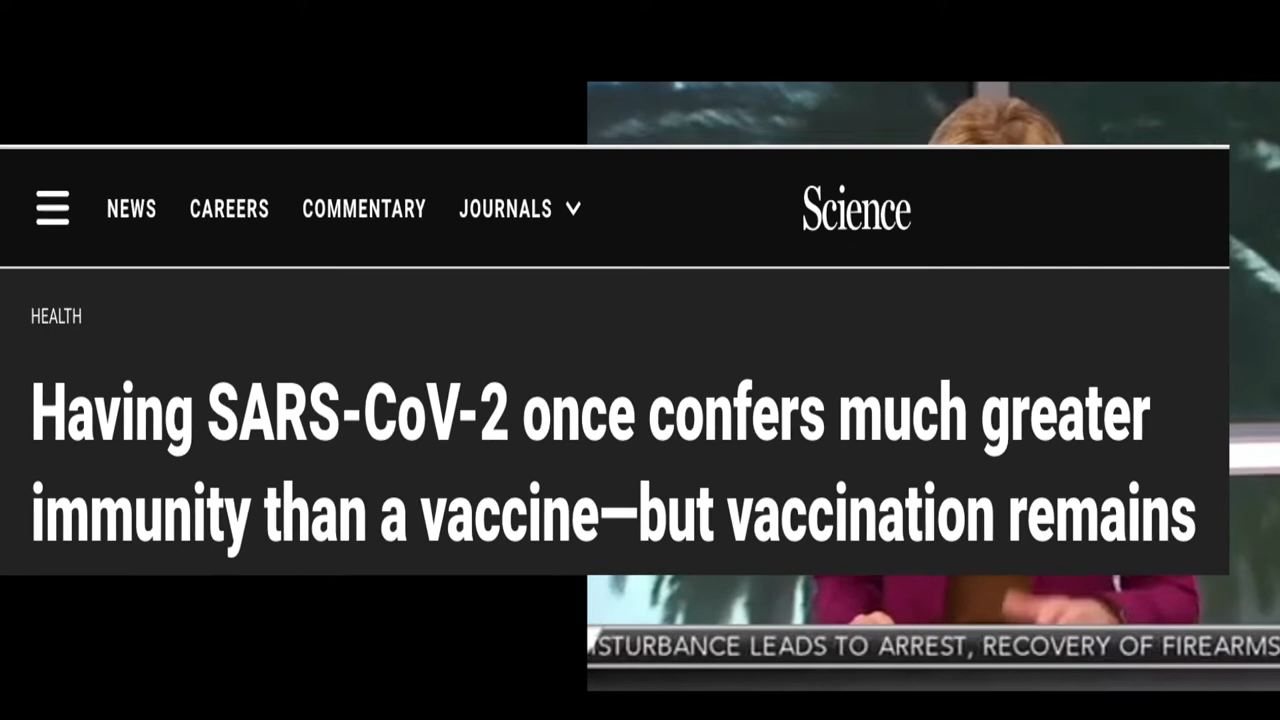 NEWS CAREERS COMMENTARY JOURNALS Science
HEALTH
Having SARS-CoV-2 once confers much greater
immunity than a vaccine—but vaccination remains
LEADS TO ARREST, RECOVERY OF FIREARMS